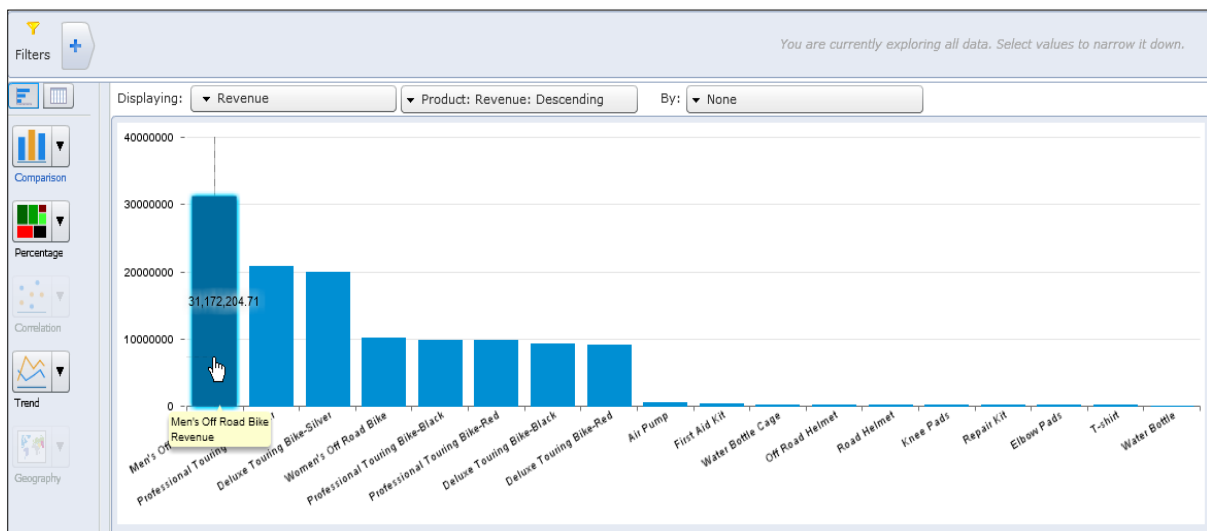 Filters
You are currently exploring all data. Select values to narrow it down.
Displaying:
Revenue
Product: Revenue: Descending
By:
None
Comparison
Percentage
Correlation
Trend
Geography
40000000
30000000
20000000
10000000
0
31,172,204.71
Men's Off Road Bike
Revenue
Men's Off
Professional Touring
Deluxe Touring Bike-Silver
Women's Off Road Bike
Professional Touring Bike-Black
Professional Touring Bike-Red
Deluxe Touring Bike-Black
Deluxe Touring Bike-Red
Air Pump
First Aid Kit
Water Bottle Cage
Off Road Helmet
Road Helmet
Knee Pads
Repair Kit
Elbow Pads
T-shirt
Water Bottle